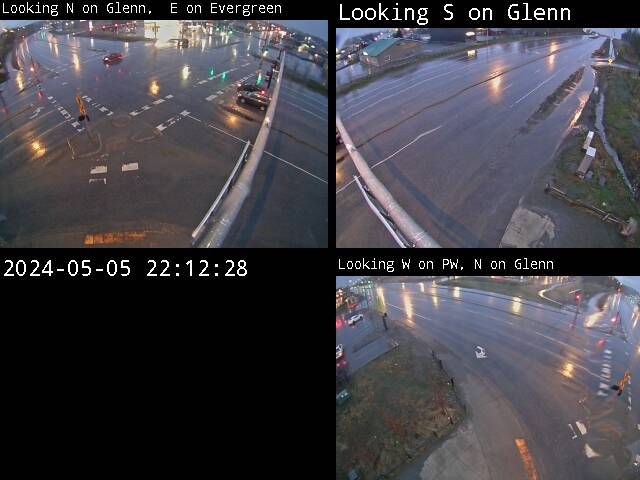 Looking N on Glenn,  E on Evergreen
Looking S on Glenn
2024-05-05 22:12:28
Looking W on PW, N on Glenn